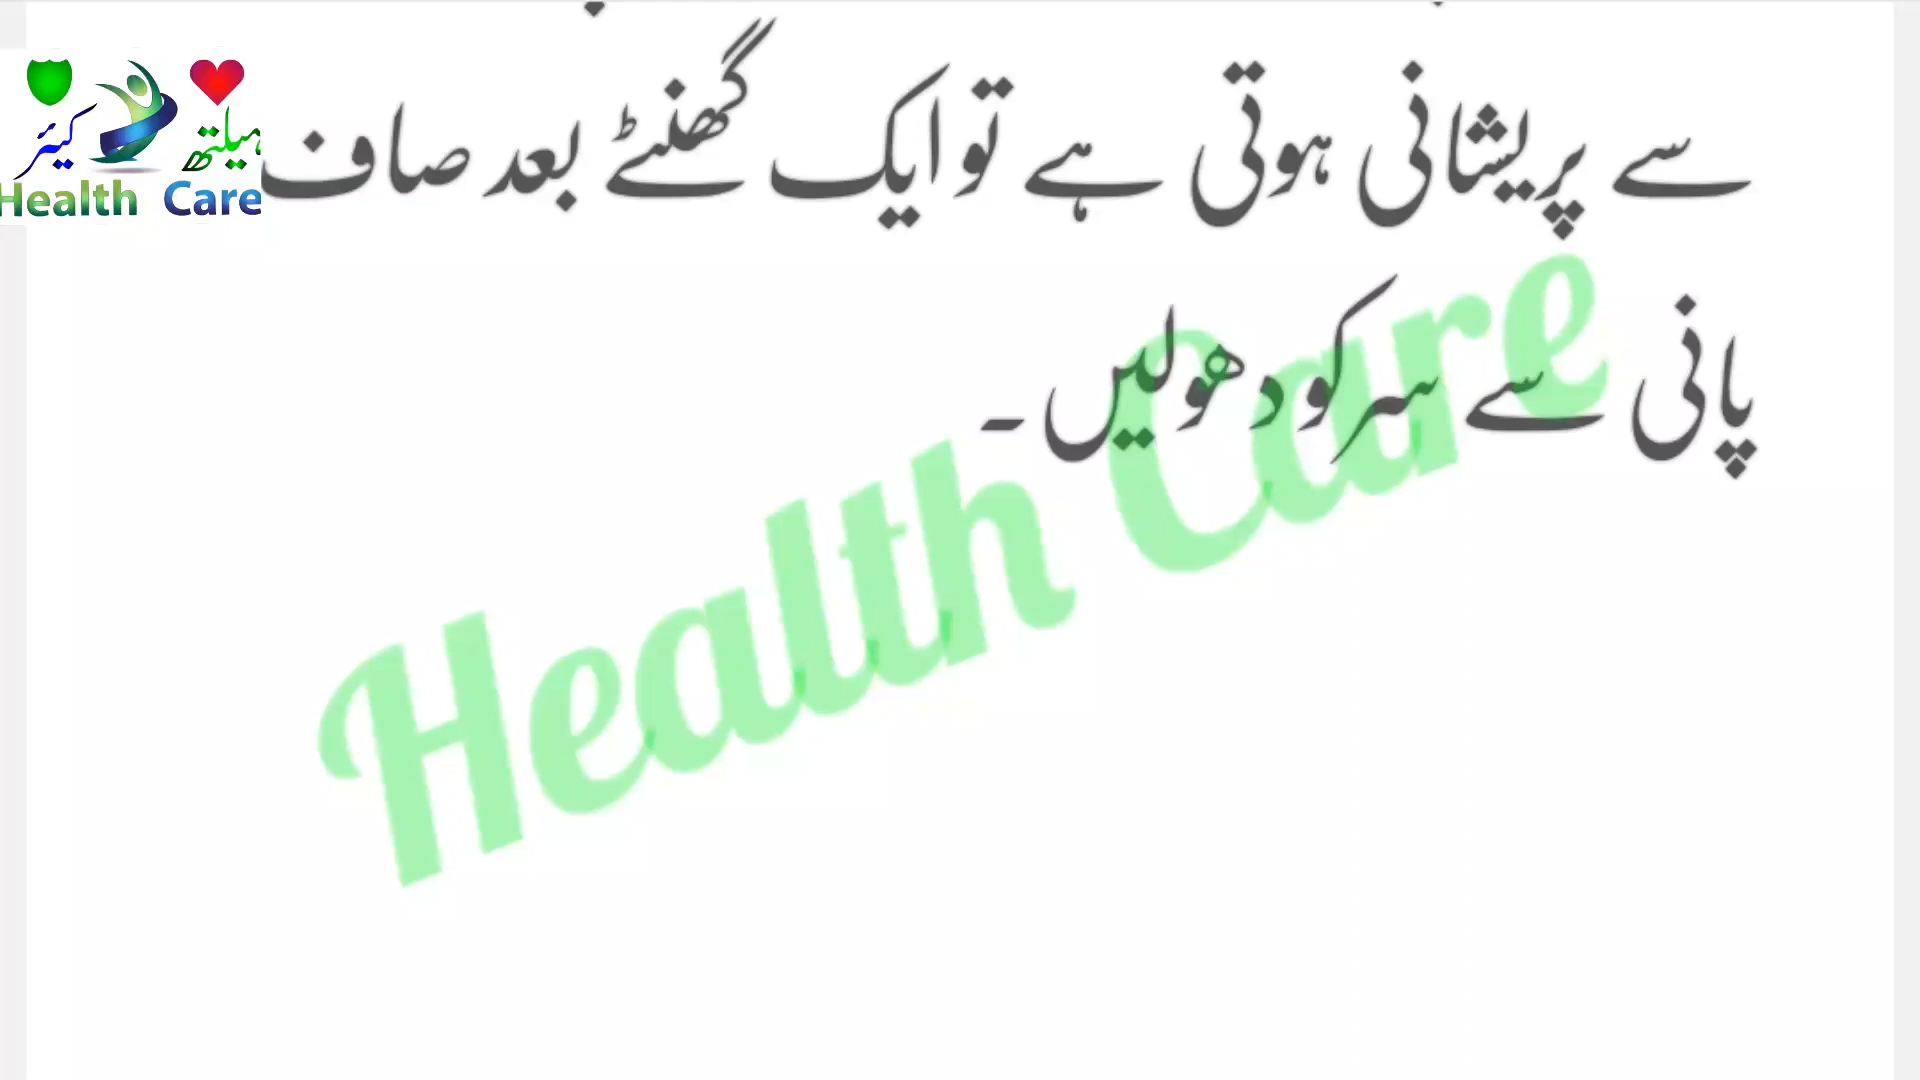 سے پریشانی ہوتی ہے تو ایک گھنٹے بعد صاف
پانی سے سر کو دھولیں۔
ہیلتھ کیئر
Health Care
Health Care